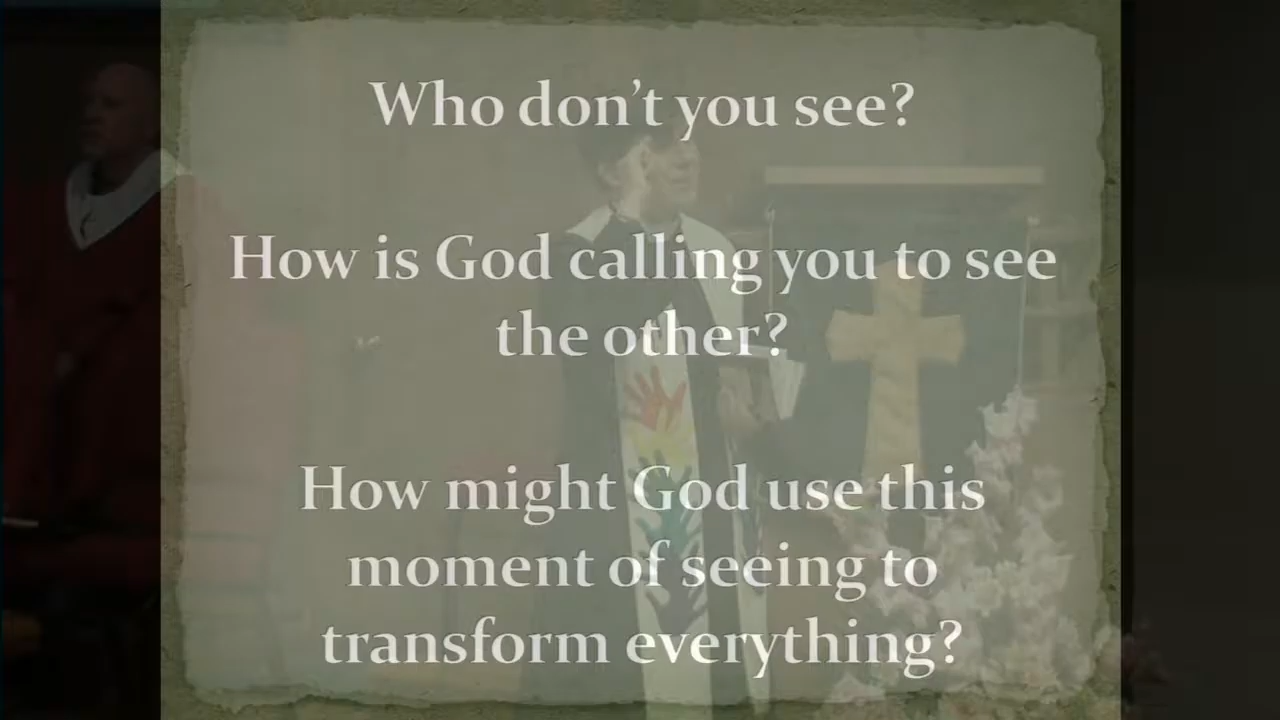 Who don't you see?
How is God calling you to see
the other?
How might God use this
moment of seeing to
transform everything?